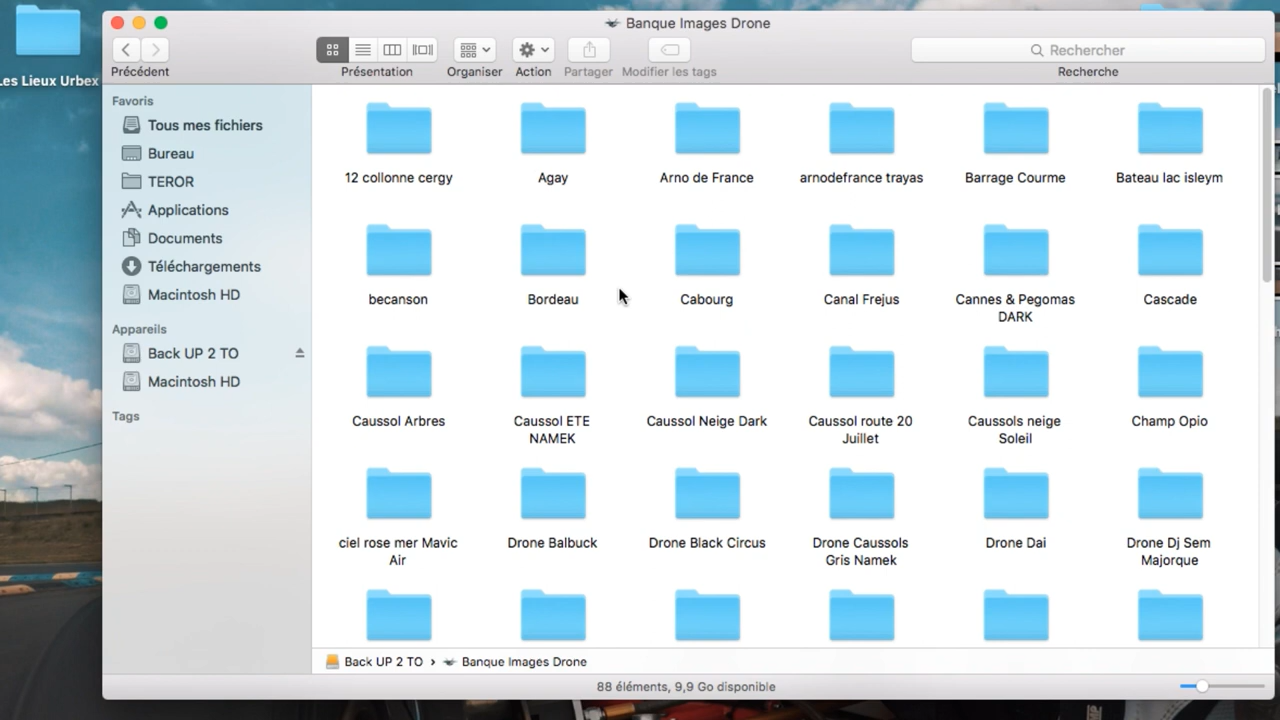 Banque Images Drone
Rechercher
Précédent
Présentation
Organiser
Action
Partager
Modifier les tags
Recherche
Les Lieux Urbex
Favoris
Tous mes fichiers
Bureau
TEROR
Applications
Documents
Téléchargements
Macintosh HD
Appareils
Back UP 2 TO
Macintosh HD
Tags
12 collonne cergy
Agay
Arno de France
arnodefrance trayas
Barrage Courme
Bateau lac isleym
becanson
Bordeau
Cabourg
Canal Frejus
Cannes & Pegomas
DARK
Cascade
Caussol Arbres
Caussol ETE
NAMEK
Caussol Neige Dark
Caussol route 20
Juillet
Caussols neige
Soleil
Champ Opio
ciel rose mer Mavic
Air
Drone Balbuck
Drone Black Circus
Drone Caussols
Gris Namek
Drone Dai
Drone Dj Sem
Majorque
Back UP 2 TO › Banque Images Drone
88 éléments, 9,9 Go disponible